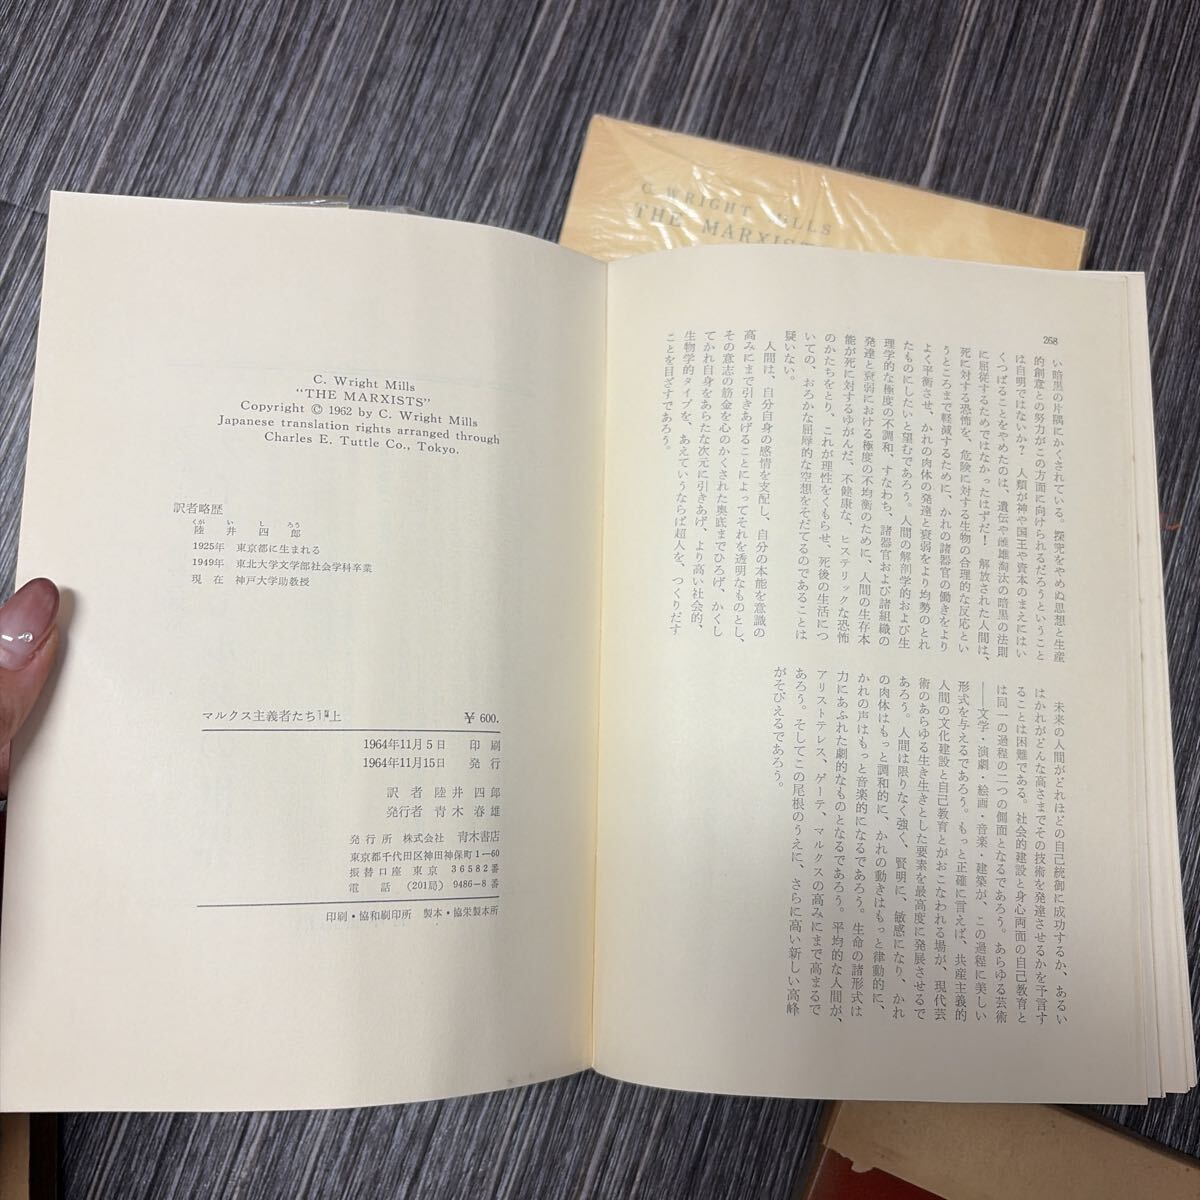 C. WRIGHT MILLS
THE MARXISTS
C. Wright Mills
"THE MARXISTS"
Copyright © 1962 by C. Wright Mills
Japanese translation rights arranged through
Charles E. Tuttle Co., Tokyo.
訳者略歴
くが い し ろう
陸井四郎
1925年 東京都に生まれる
1949年 東北大学文学部社会学科卒業
現在 神戸大学助教授
マルクス主義者たち 上 ¥600.
1964年11月5日 印刷
1964年11月15日 発行
訳者 陸井四郎
発行者 青木春雄
発行所 株式会社 青木書店
東京都千代田区神田神保町1―60
振替口座 東京 36582番
電話 (201局) 9486―8番
印刷・協和刷印所 製本・協栄製本所
268
い暗黒の片隅にかくされている。探究をやめぬ思想と生産
的創意との努力がこの方面に向けられるだろうということ
は自明ではないか? 人類が神や国王や資本のまえにはい
くつばることをやめたのは、遺伝や雌雄淘汰の暗黒の法則
に屈従するためではなかったはずだ! 解放された人間は、
死に対する恐怖を、危険に対する生物の合理的な反応とい
うところまで軽減するために、かれの諸器官の働きをより
よく平衡させ、かれの肉体の発達と衰弱をより均勢のとれ
たものにしたいと望むであろう。人間の解剖学的および生
理学的な極度の不調和、すなわち、諸器官および諸組織の
発達と衰弱における極度の不均衡のために、人間の生存本
能が死に対するゆがんだ、不健康な、ヒステリックな恐怖
のかたちをとり、これが理性をくもらせ、死後の生活につ
いての、おろかな屈辱的な空想をそだてるのであることは
疑いない。
人間は、自分自身の感情を支配し、自分の本能を意識の
高みにまで引きあげることによってそれを透明なものとし、
その意志の筋金を心のかくされた奥底までひろげ、かくし
てかれ自身をあらたな次元に引きあげ、より高い社会的、
生物学的タイプを、あえていうならば超人を、つくりだす
ことを目ざすであろう。
未来の人間がどれほどの自己統御に成功するか、あるい
はかれがどんな高さまでその技術を発達させるかを予言す
ることは困難である。社会的建設と身心両面の自己教育と
は同一の過程の二つの側面となるであろう。あらゆる芸術
――文学・演劇・絵画・音楽・建築が、この過程に美しい
形式を与えるであろう。もっと正確に言えば、共産主義的
人間の文化建設と自己教育とがおこなわれる場が、現代芸
術のあらゆる生き生きとした要素を最高度に発展させるで
あろう。人間は限りなく強く、賢明に、敏感になり、かれ
の肉体はもっと調和的に、かれの動きはもっと律動的に、
かれの声はもっと音楽的になるであろう。生命の諸形式は
力にあふれた劇的なものとなるであろう。平均的な人間が、
アリストテレス、ゲーテ、マルクスの高みにまで高まるで
あろう。そしてこの尾根のうえに、さらに高い新しい高峰
がそびえるであろう。